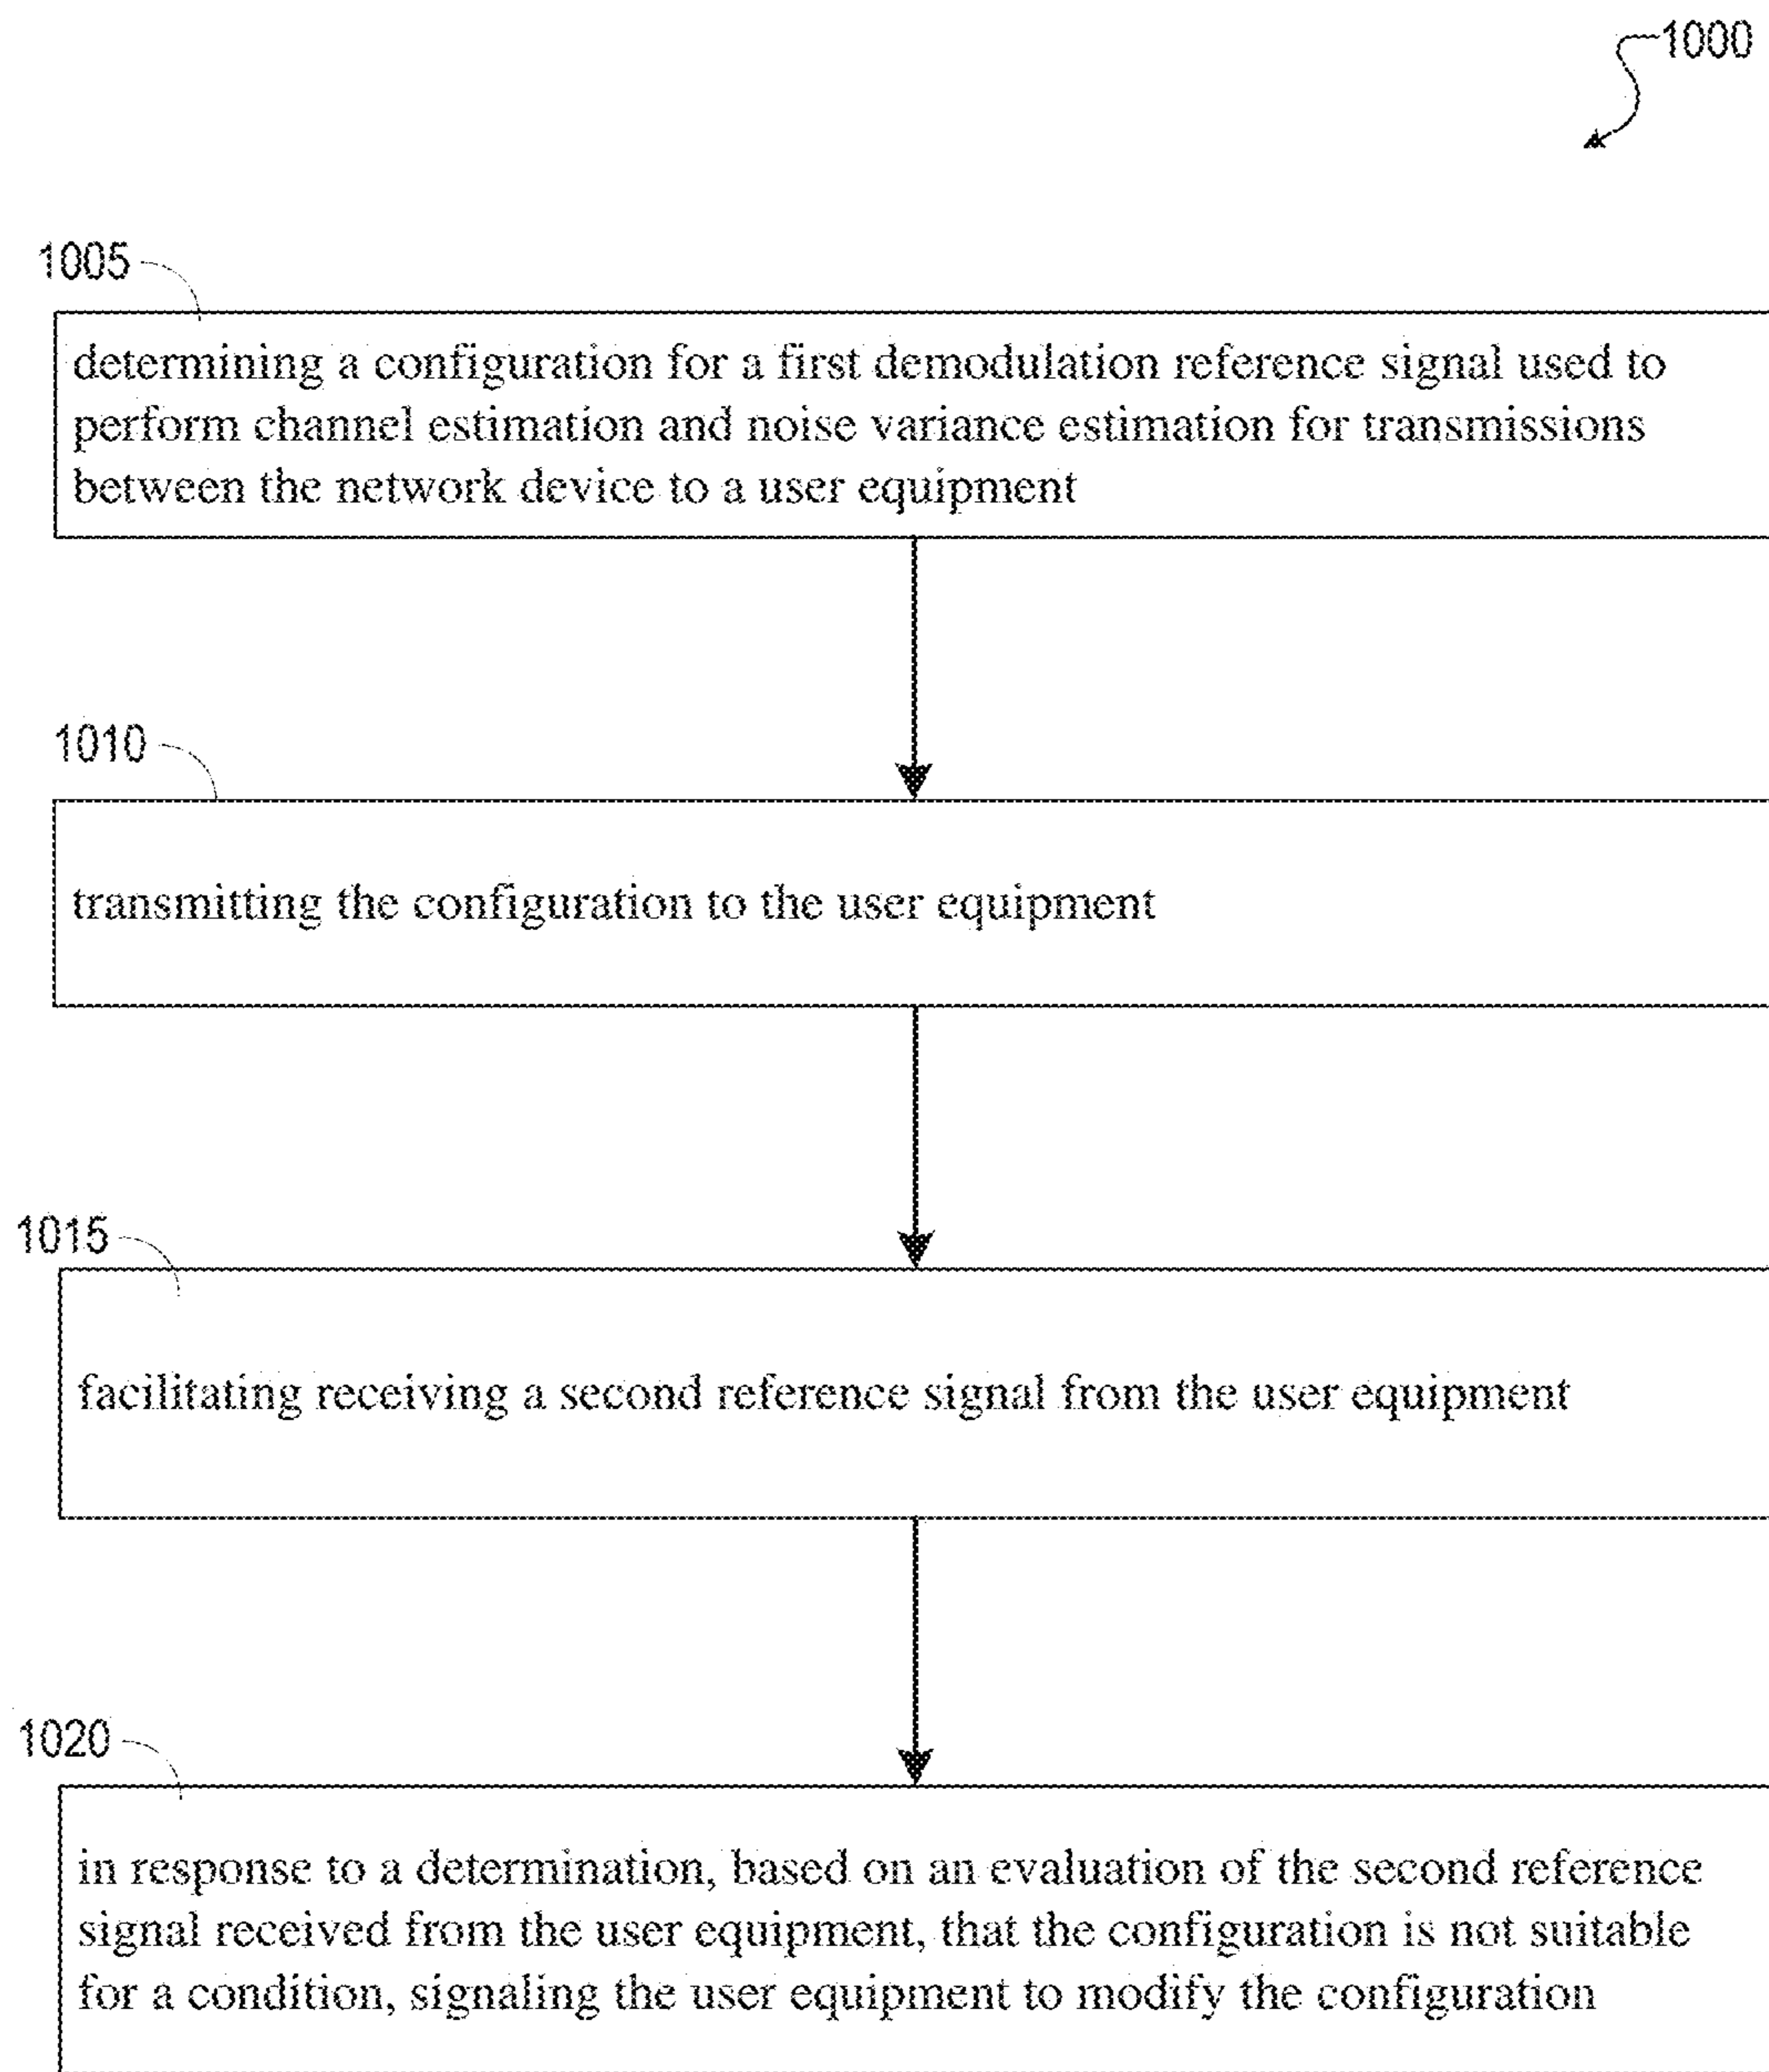 1000
1005
determining a configuration for a first demodulation reference signal used to
perform channel estimation and noise variance estimation for transmissions
between the network device to a user equipment
1010
transmitting the configuration to the user equipment
1015
facilitating receiving a second reference signal from the user equipment
1020
in response to a determination, based on an evaluation of the second reference
signal received from the user equipment, that the configuration is not suitable
for a condition, signaling the user equipment to modify the configuration